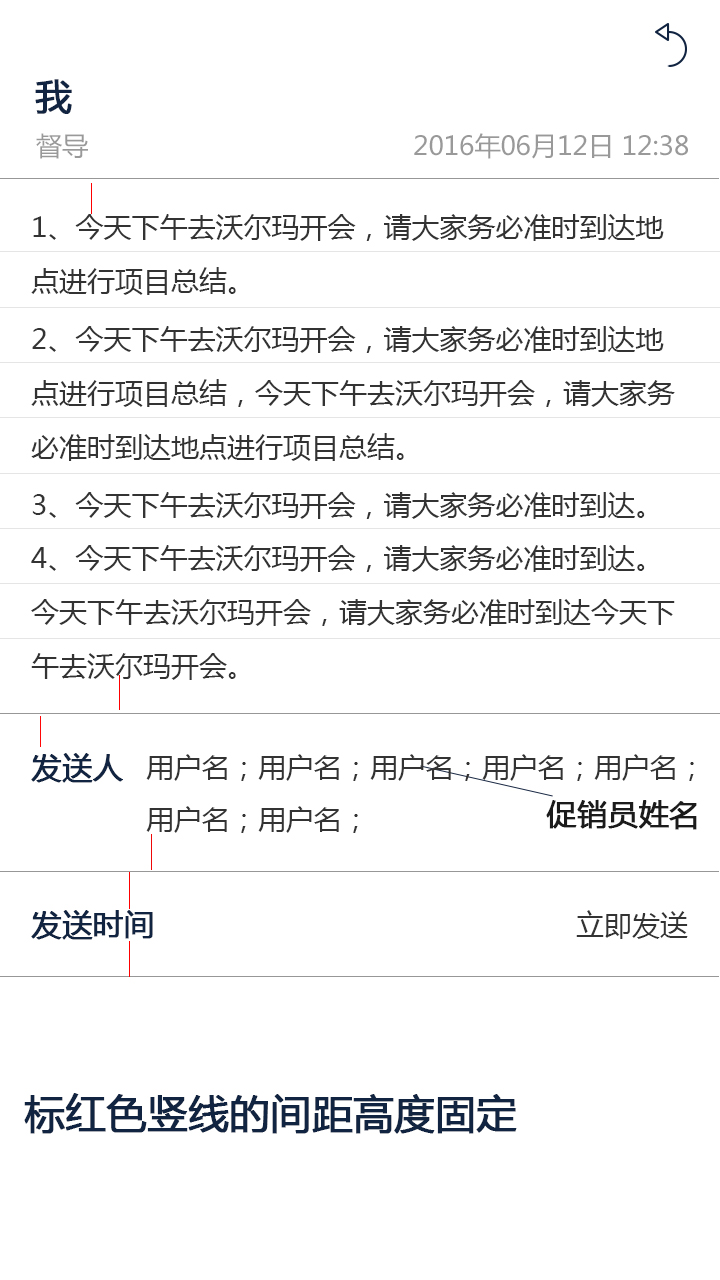 我
督导 2016年06月12日 12:38
1、今天下午去沃尔玛开会，请大家务必准时到达地
点进行项目总结。
2、今天下午去沃尔玛开会，请大家务必准时到达地
点进行项目总结，今天下午去沃尔玛开会，请大家务
必准时到达地点进行项目总结。
3、今天下午去沃尔玛开会，请大家务必准时到达。
4、今天下午去沃尔玛开会，请大家务必准时到达。
今天下午去沃尔玛开会，请大家务必准时到达今天下
午去沃尔玛开会。
发送人 用户名；用户名；用户名；用户名；用户名；
用户名；用户名； 促销员姓名
发送时间 立即发送
标红色竖线的间距高度固定